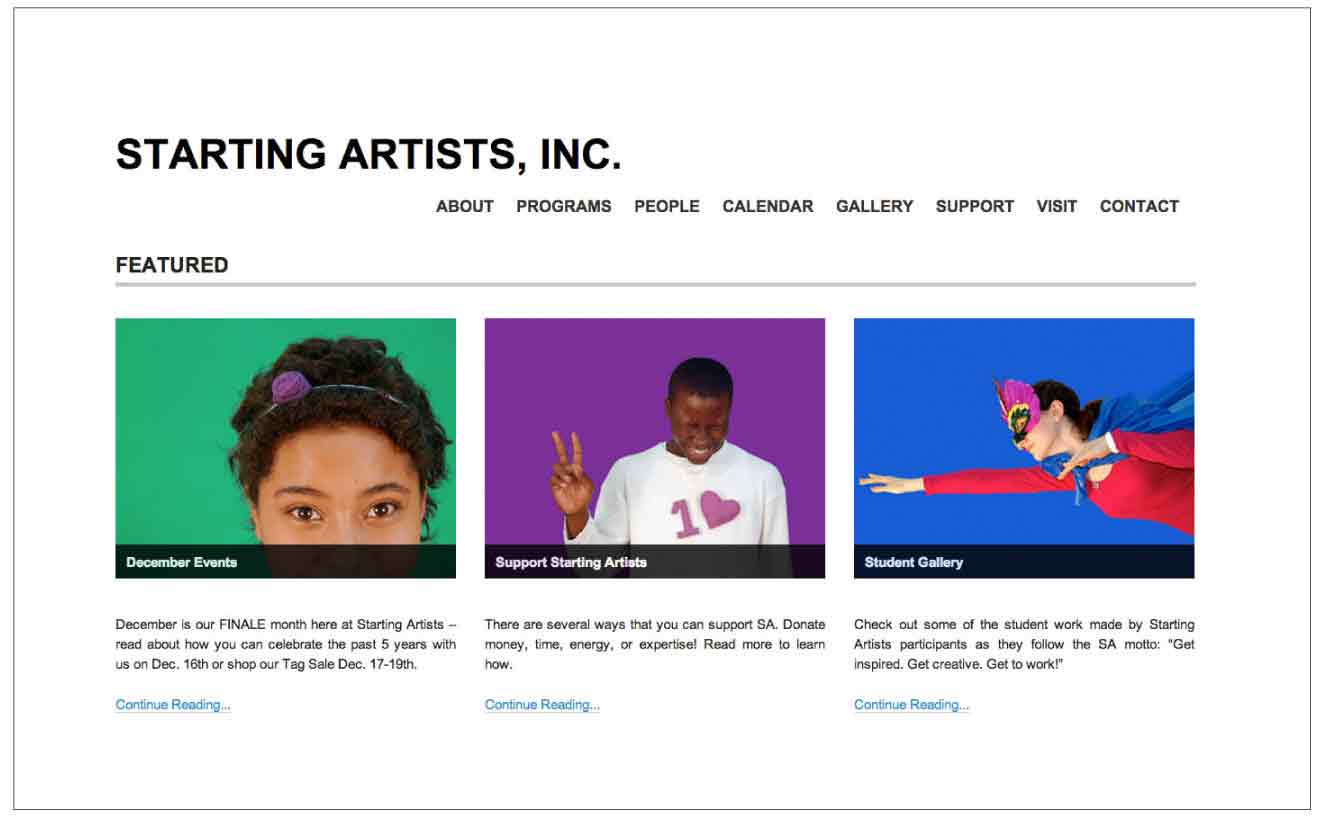 STARTING ARTISTS, INC.
ABOUT PROGRAMS PEOPLE CALENDAR GALLERY SUPPORT VISIT CONTACT
FEATURED
December Events
December is our FINALE month here at Starting Artists –
read about how you can celebrate the past 5 years with
us on Dec. 16th or shop our Tag Sale Dec. 17-19th.
Continue Reading...
1
Support Starting Artists
There are several ways that you can support SA. Donate
money, time, energy, or expertise! Read more to learn
how.
Continue Reading...
Student Gallery
Check out some of the student work made by Starting
Artists participants as they follow the SA motto: "Get
inspired. Get creative. Get to work!"
Continue Reading...